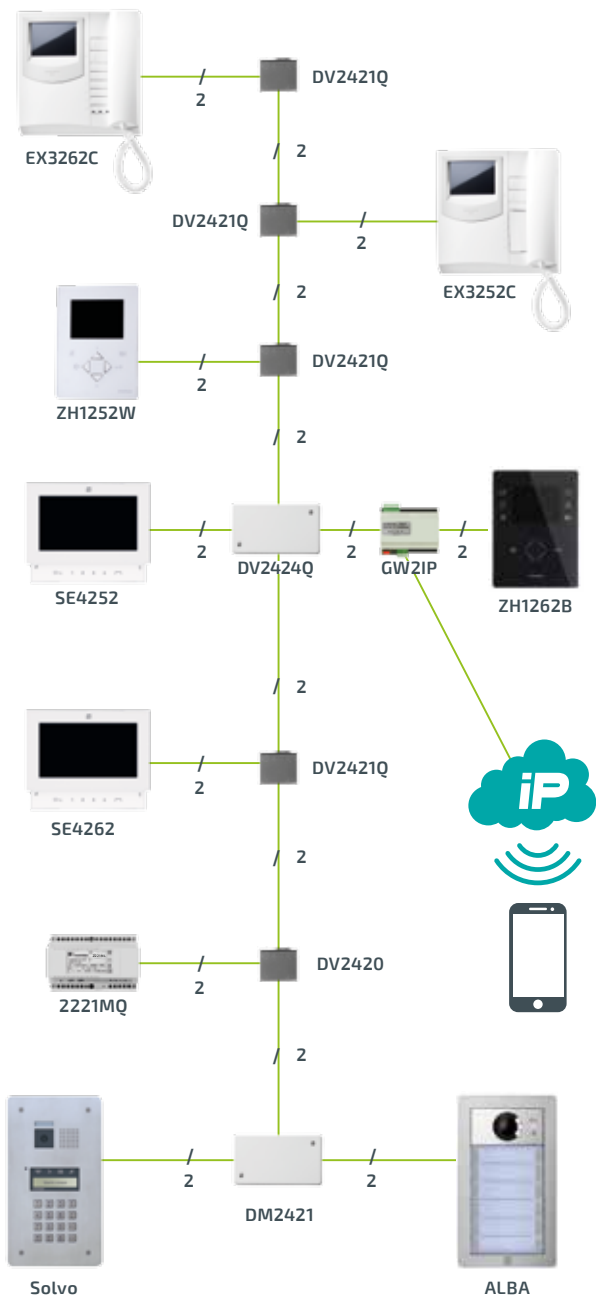 DV2421Q
2
EX3262C
2
DV2421Q
2
EX3252C
2
DV2421Q
2
ZH1252W
2
2
2
2
DV2424Q
GW2IP
SE4252
ZH1262B
2
DV2421Q
2
iP
SE4262
2
DV2420
2
2221MQ
2
2
2
DM2421
Solvo
ALBA